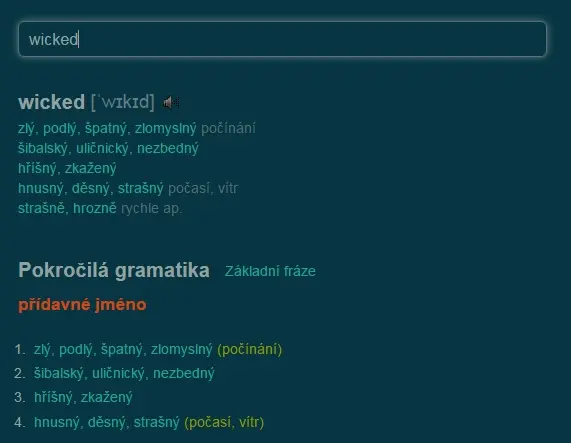 wicked
wicked [ˈwɪkɪd]
zlý, podlý, špatný, zlomyslný počínání
šibalský, uličnický, nezbedný
hříšný, zkažený
hnusný, děsný, strašný počasí, vítr
strašně, hrozně rychle ap.
Pokročilá gramatika Základní fráze
přídavné jméno
1. zlý, podlý, špatný, zlomyslný (počínání)
2. šibalský, uličnický, nezbedný
3. hříšný, zkažený
4. hnusný, děsný, strašný (počasí, vítr)